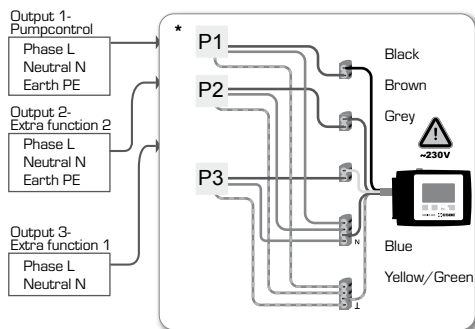 Output 1-
Pumpcontrol
Phase L
Neutral N
Earth PE
Output 2-
Extra function 2
Phase L
Neutral N
Earth PE
Output 3-
Extra function 1
Phase L
Neutral N
*
P1
P2
P3
Black
Brown
Grey
~230V
N
Blue
Yellow/Green